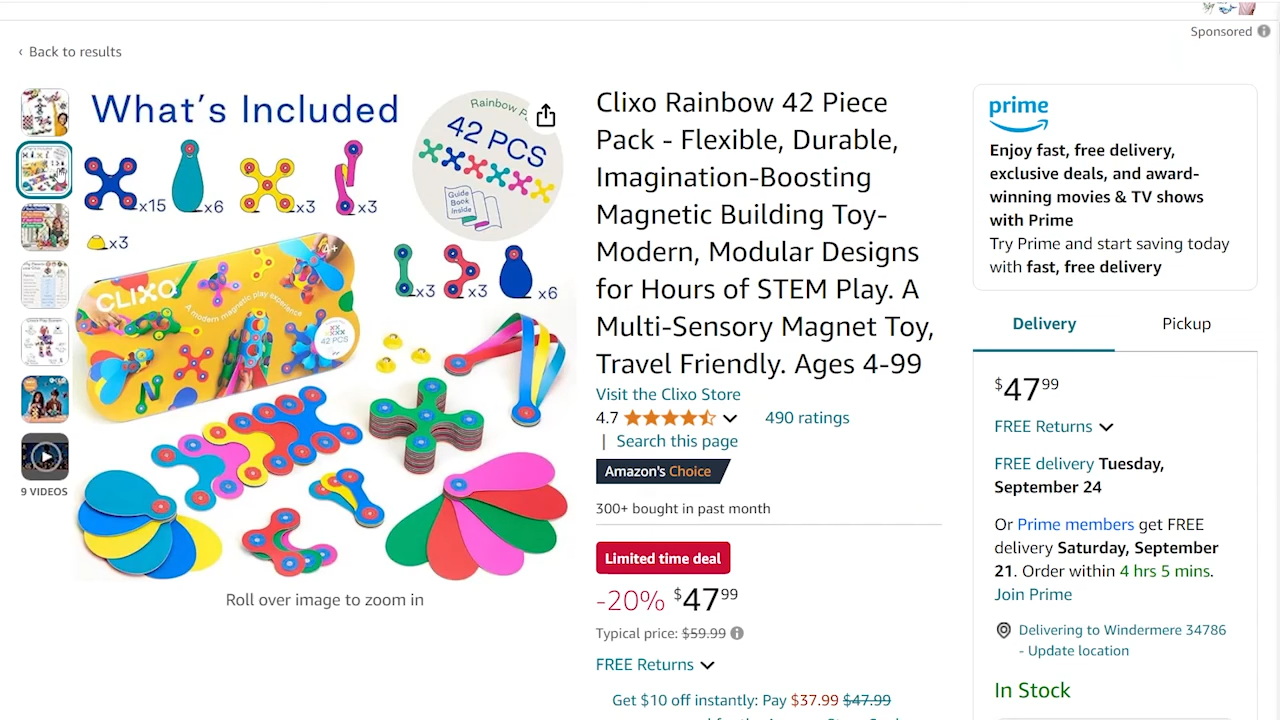 Sponsored
‹ Back to results
What's Included
Rainbow P
42 PCS
Guide
Book
Inside
x15
x6
x3
x3
x3
x3
x3
x6
CLIXO
A modern magnetic play experience
42 PCS
9 VIDEOS
Roll over image to zoom in
Clixo Rainbow 42 Piece
Pack - Flexible, Durable,
Imagination-Boosting
Magnetic Building Toy-
Modern, Modular Designs
for Hours of STEM Play. A
Multi-Sensory Magnet Toy,
Travel Friendly. Ages 4-99
Visit the Clixo Store
4.7 490 ratings
| Search this page
Amazon's Choice
300+ bought in past month
Limited time deal
-20% $47 99
Typical price: $59.99
FREE Returns
Get $10 off instantly: Pay $37.99 $47.99
prime
Enjoy fast, free delivery,
exclusive deals, and award-
winning movies & TV shows
with Prime
Try Prime and start saving today
with fast, free delivery
Delivery Pickup
$47 99
FREE Returns
FREE delivery Tuesday,
September 24
Or Prime members get FREE
delivery Saturday, September
21. Order within 4 hrs 5 mins.
Join Prime
Delivering to Windermere 34786
- Update location
In Stock